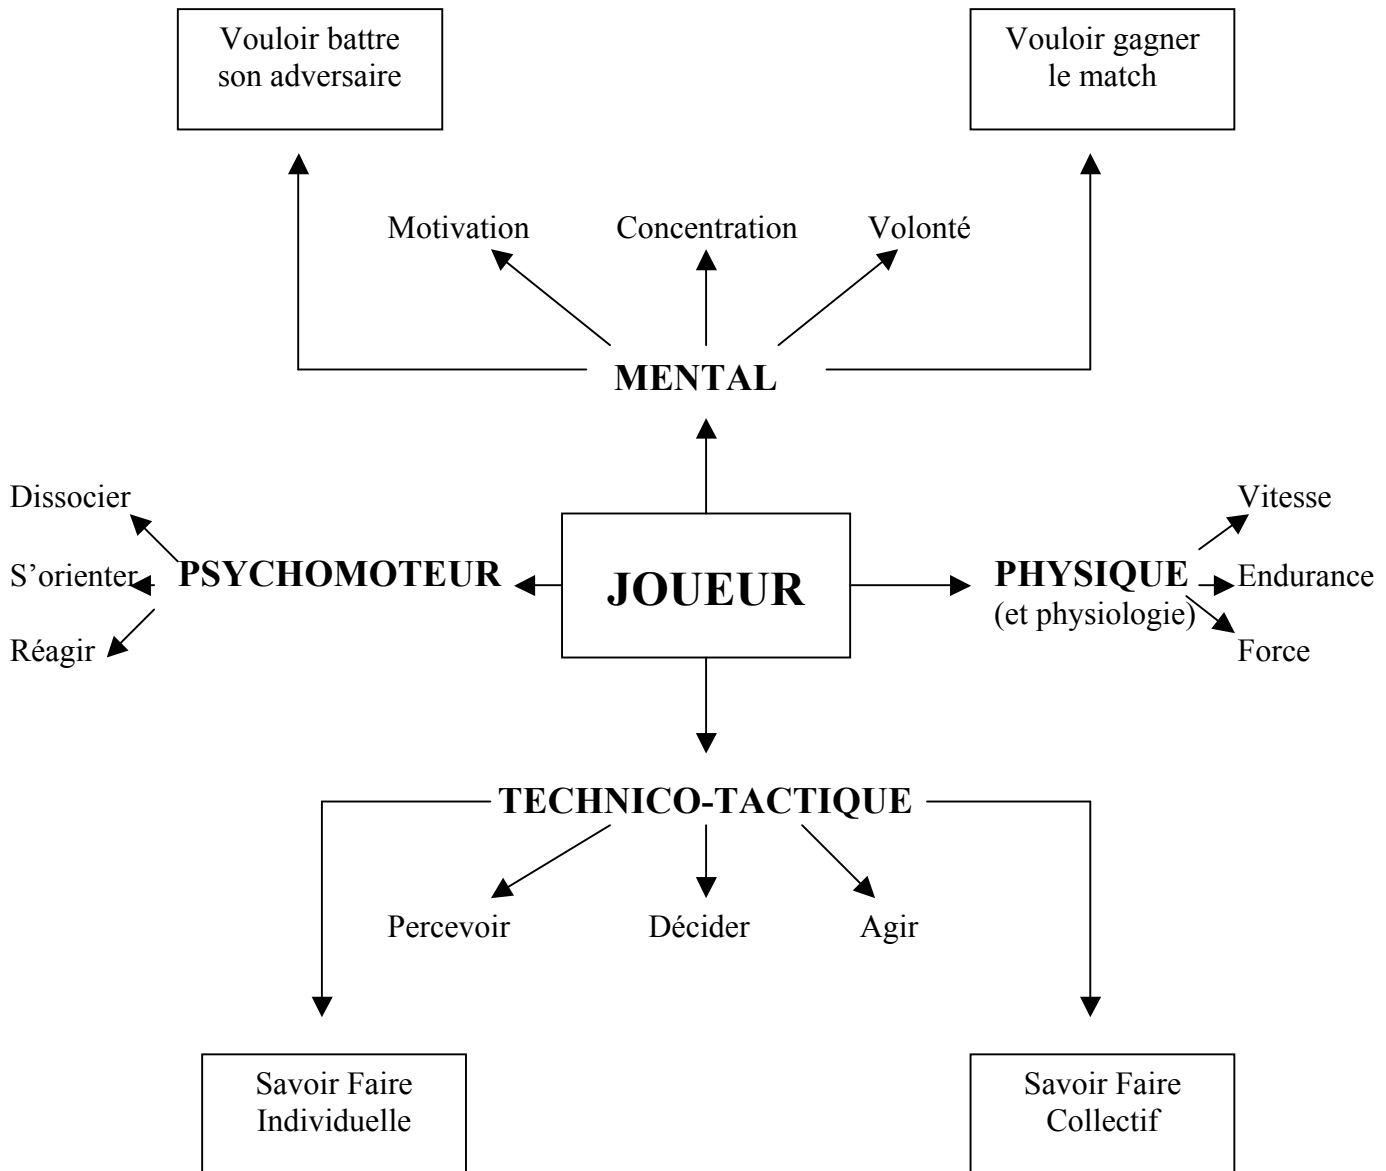 Vouloir battre
son adversaire
Vouloir gagner
le match
Motivation
Concentration
Volonté
MENTAL
Dissocier
S’orienter
Réagir
PSYCHOMOTEUR
JOUEUR
PHYSIQUE
(et physiologie)
Vitesse
Endurance
Force
TECHNICO-TACTIQUE
Percevoir
Décider
Agir
Savoir Faire
Individuelle
Savoir Faire
Collectif